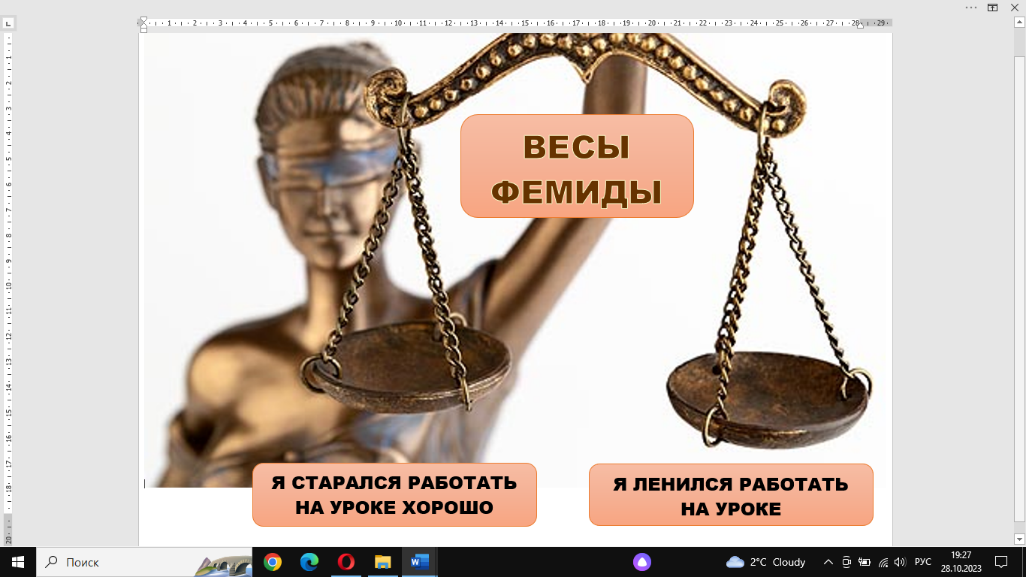 ВЕСЫ
ФЕМИДЫ
Я СТАРАЛСЯ РАБОТАТЬ
НА УРОКЕ ХОРОШО
Я ЛЕНИЛСЯ РАБОТАТЬ
НА УРОКЕ
Поиск
2°C Cloudy
РУС
19:27
28.10.2023